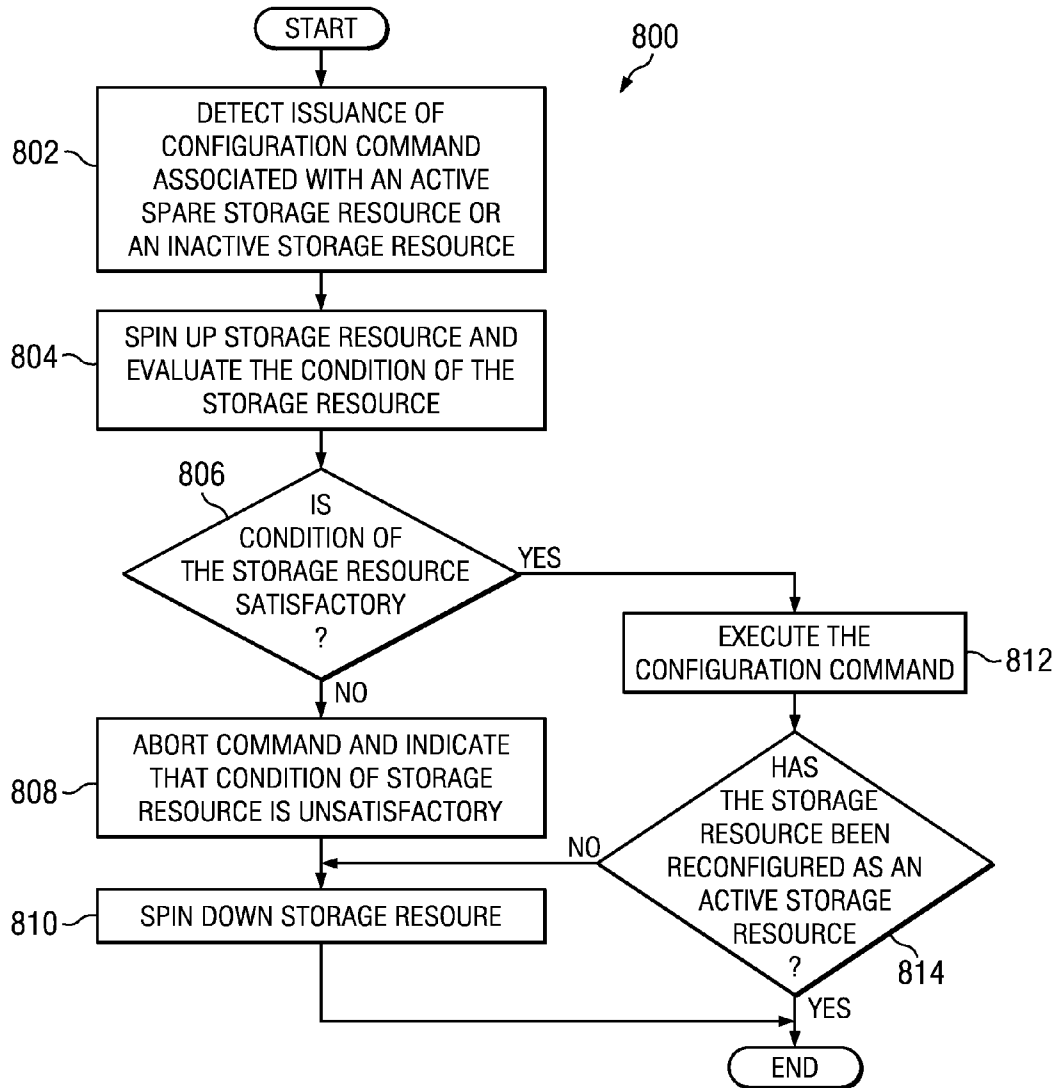 START
800
802
DETECT ISSUANCE OF
CONFIGURATION COMMAND
ASSOCIATED WITH AN ACTIVE
SPARE STORAGE RESOURCE OR
AN INACTIVE STORAGE RESOURCE
804
SPIN UP STORAGE RESOURCE AND
EVALUATE THE CONDITION OF THE
STORAGE RESOURCE
806
IS
CONDITION OF
THE STORAGE RESOURCE
SATISFACTORY
?
YES
NO
EXECUTE THE
CONFIGURATION COMMAND
812
808
ABORT COMMAND AND INDICATE
THAT CONDITION OF STORAGE
RESOURCE IS UNSATISFACTORY
HAS
THE STORAGE
RESOURCE BEEN
RECONFIGURED AS AN
ACTIVE STORAGE
RESOURCE
?
814
NO
YES
810
SPIN DOWN STORAGE RESOURE
END